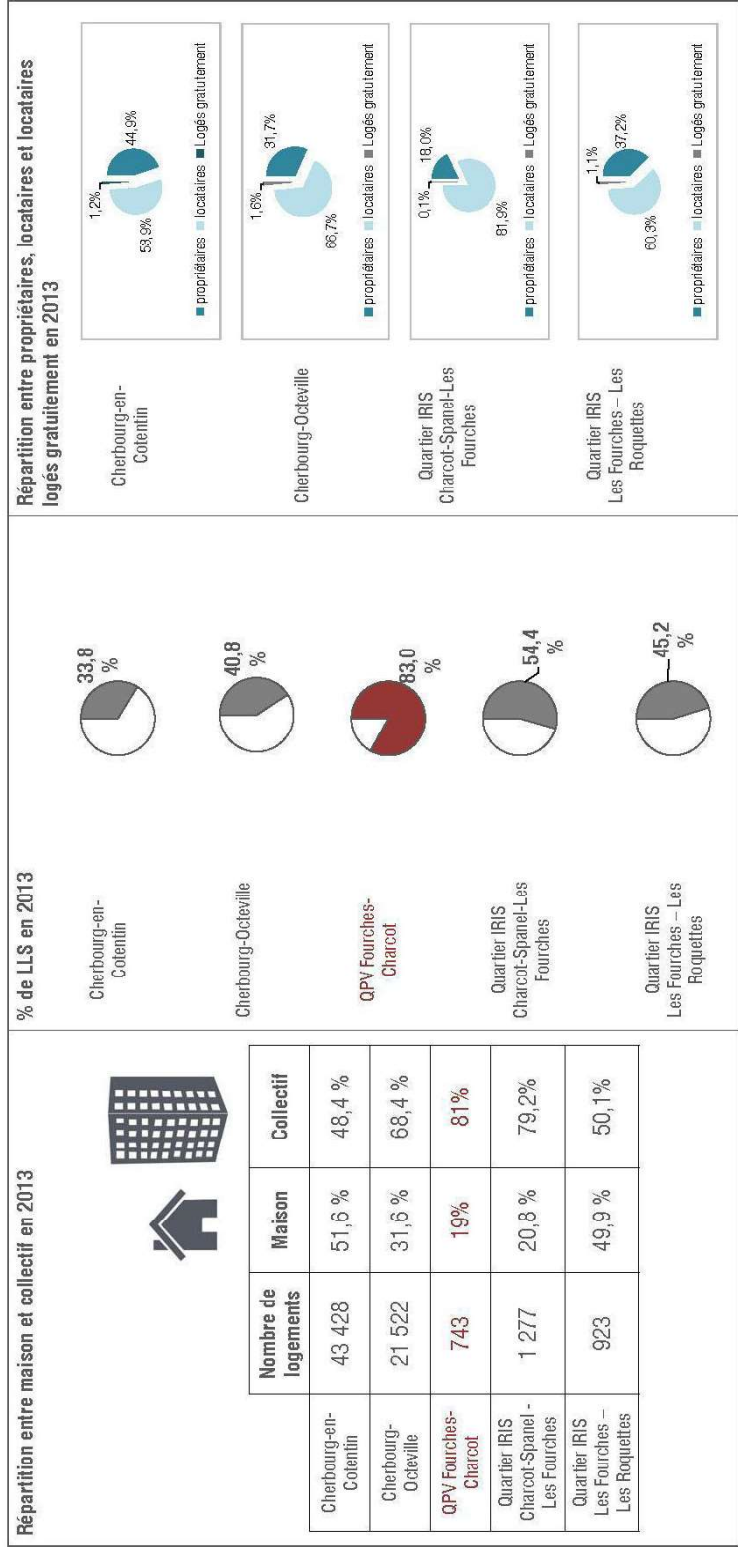 Répartition entre maison et collectif en 2013
Nombre de
logements
Maison
Collectif
Cherbourg-en-
Cotentin
43 428
51,6 %
48,4 %
Cherbourg-
Octeville
21 522
31,6 %
68,4 %
QPV Fourches-
Charcot
743
19%
81%
Quartier IRIS
Charcot-Spanel -
Les Fourches
1 277
20,8 %
79,2%
Quartier IRIS
Les Fourches –
Les Roquettes
923
49,9 %
50,1%
% de LLS en 2013
Cherbourg-en-
Cotentin
33,8
%
Cherbourg-Octeville
40,8
%
QPV Fourches-
Charcot
83,0
%
Quartier IRIS
Charcot-Spanel-Les
Fourches
54,4
%
Quartier IRIS
Les Fourches – Les
Roquettes
45,2
%
Répartition entre propriétaires, locataires et locataires
logés gratuitement en 2013
Cherbourg-en-
Cotentin
1,2%
44,9%
53,9%
propriétaires locataires Logés gratutement
Cherbourg-Octeville
1,6%
31,7%
66,7%
propriétaires locataires Logés gratutement
Quartier IRIS
Charcot-Spanel-Les
Fourches
0,1%
18,0%
81,9%
propriétaires locataires Logés gratutement
Quartier IRIS
Les Fourches – Les
Roquettes
1,1%
37,2%
60,3%
propriétaires locataires Logés gratutement